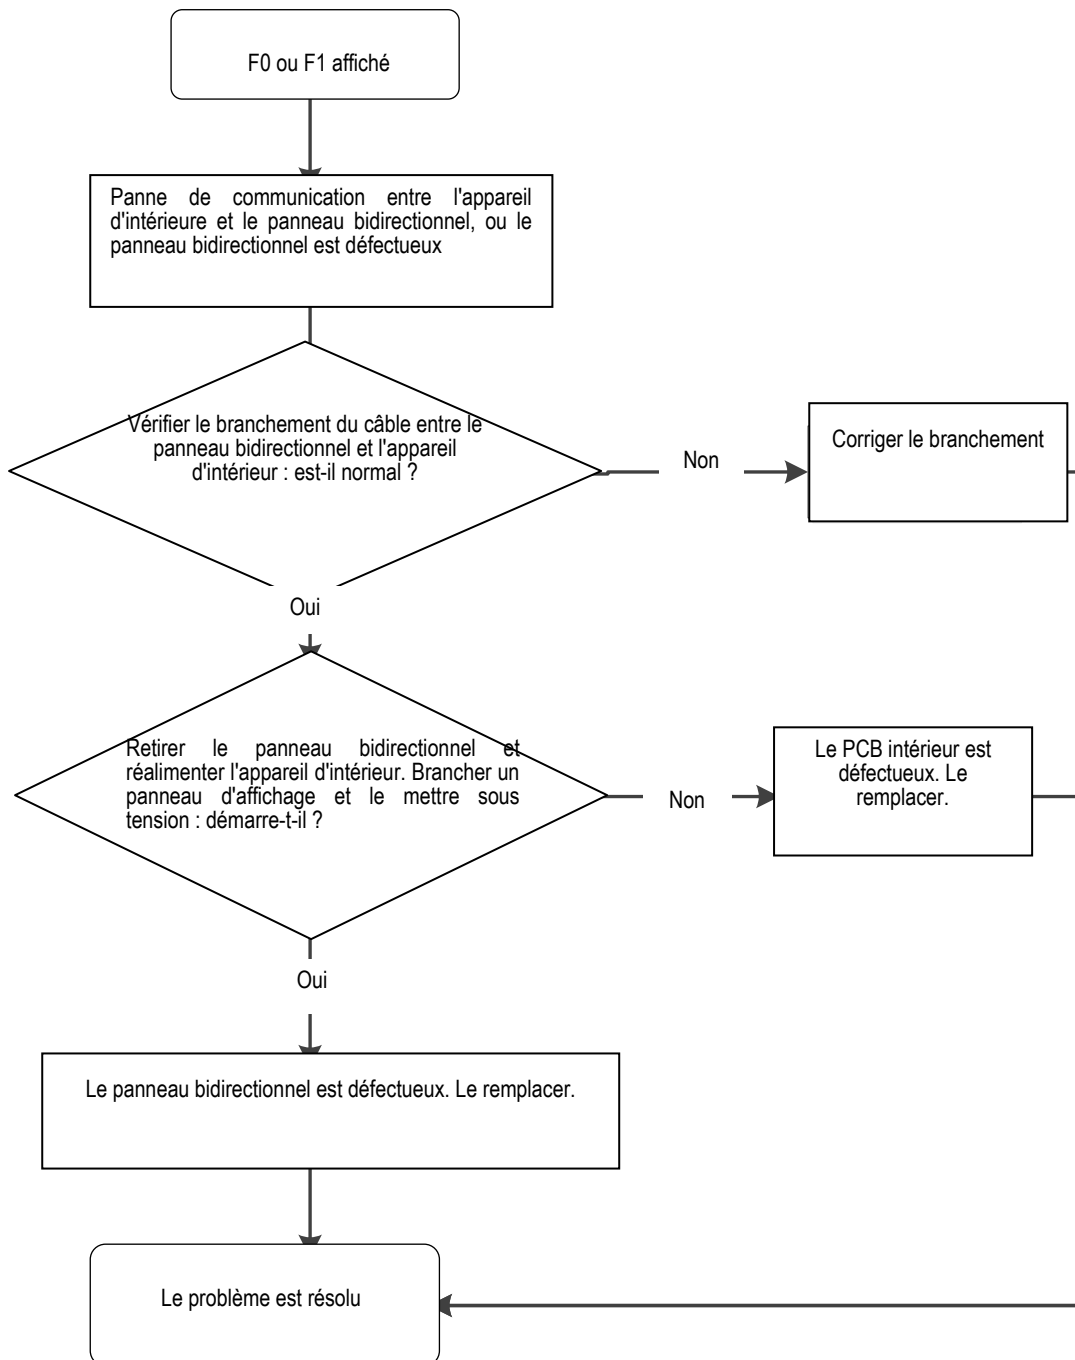 F0 ou F1 affiché
Panne de communication entre l'appareil
d'intérieure et le panneau bidirectionnel, ou le
panneau bidirectionnel est défectueux
Vérifier le branchement du câble entre le
panneau bidirectionnel et l'appareil
d'intérieur : est-il normal ?
Non
Corriger le branchement
Oui
Retirer le panneau bidirectionnel et
réalimenter l'appareil d'intérieur. Brancher un
panneau d'affichage et le mettre sous
tension : démarre-t-il ?
Non
Le PCB intérieur est
défectueux. Le
remplacer.
Oui
Le panneau bidirectionnel est défectueux. Le remplacer.
Le problème est résolu